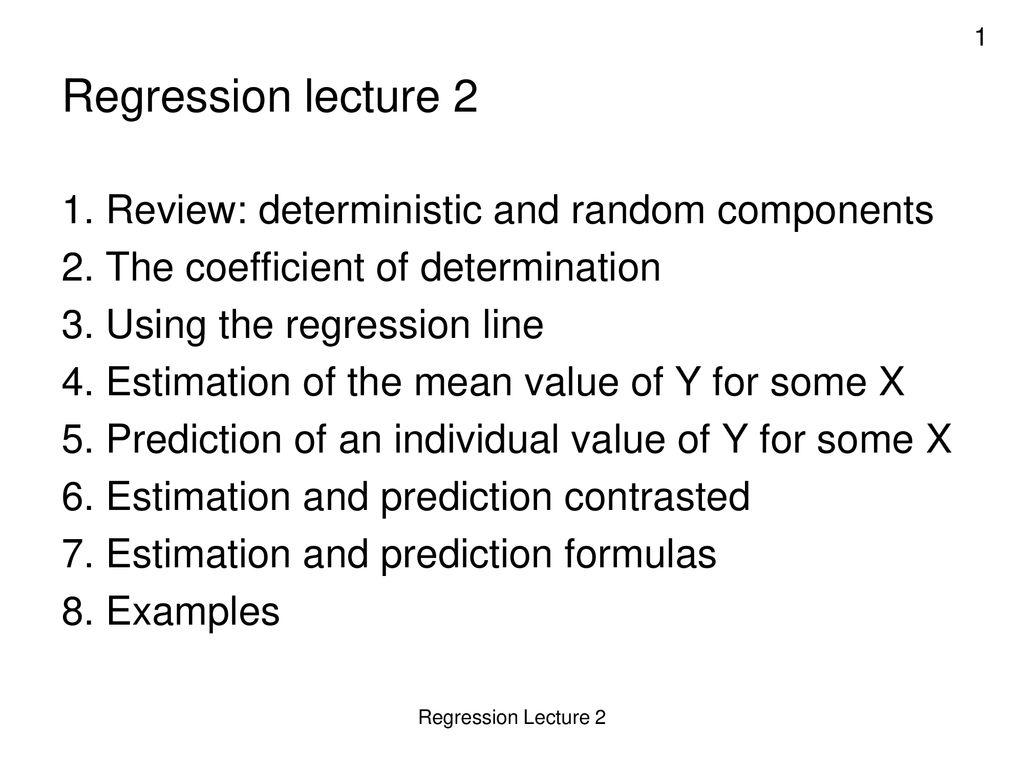 1
Regression lecture 2
1. Review: deterministic and random components
2. The coefficient of determination
3. Using the regression line
4. Estimation of the mean value of Y for some X
5. Prediction of an individual value of Y for some X
6. Estimation and prediction contrasted
7. Estimation and prediction formulas
8. Examples
Regression Lecture 2